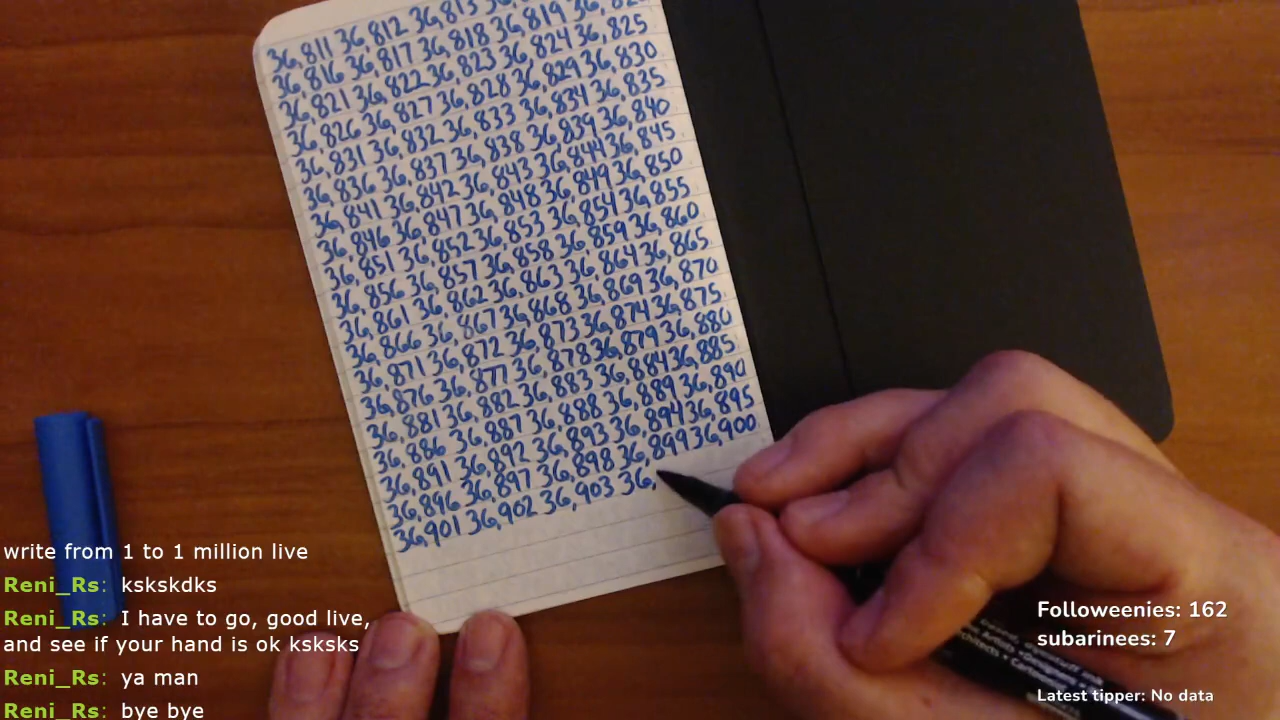 36,811 36,812 36,813
36,816 36,817 36,818 36,819
36,821 36,822 36,823 36,824 36,825
36,826 36,827 36,828 36,829 36,830
36,831 36,832 36,833 36,834 36,835
36,836 36,837 36,838 36,839 36,840
36,841 36,842 36,843 36,844 36,845
36,846 36,847 36,848 36,849 36,850
36,851 36,852 36,853 36,854 36,855
36,856 36,857 36,858 36,859 36,860
36,861 36,862 36,863 36,864 36,865
36,866 36,867 36,868 36,869 36,870
36,871 36,872 36,873 36,874 36,875
36,876 36,877 36,878 36,879 36,880
36,881 36,882 36,883 36,884 36,885
36,886 36,887 36,888 36,889 36,890
36,891 36,892 36,893 36,894 36,895
36,896 36,897 36,898 36,899 36,900
36,901 36,902 36,903 36,
write from 1 to 1 million live
Reni_Rs: kskskdks
Reni_Rs: I have to go, good live,
and see if your hand is ok ksksks
Reni_Rs: ya man
Reni_Rs: bye bye
Followeenies: 162
subarinees: 7
Latest tipper: No data